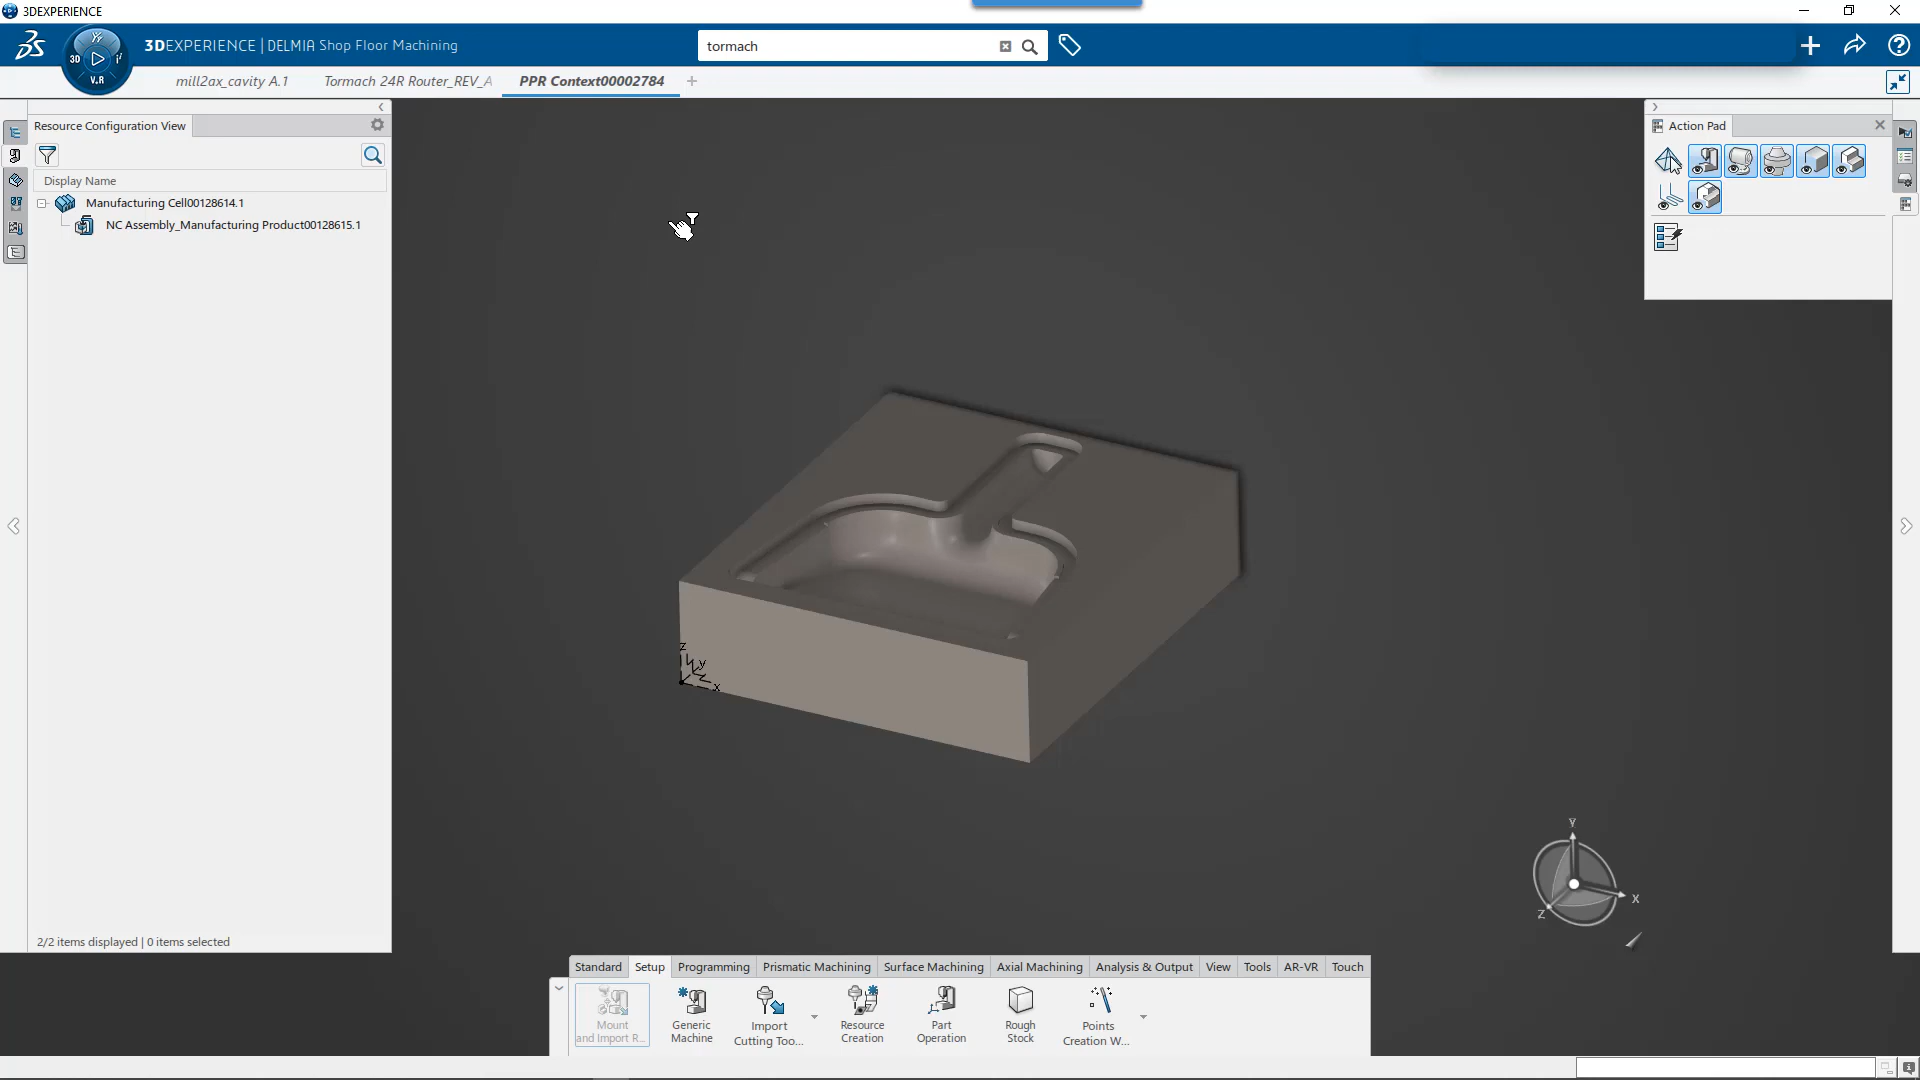 3DEXPERIENCE
3DEXPERIENCE | DELMIA Shop Floor Machining
tormach
3D
V.R
mill2ax_cavity A.1
Tormach 24R Router_REV_A
PPR Context00002784
Resource Configuration View
Action Pad
Display Name
Manufacturing Cell00128614.1
NC Assembly_Manufacturing Product00128615.1
z
y
x
y
x
z
2/2 items displayed | 0 items selected
Standard
Setup
Programming
Prismatic Machining
Surface Machining
Axial Machining
Analysis & Output
View
Tools
AR-VR
Touch
Mount
and Import R...
Generic
Machine
Import
Cutting Too...
Resource
Creation
Part
Operation
Rough
Stock
Points
Creation W...